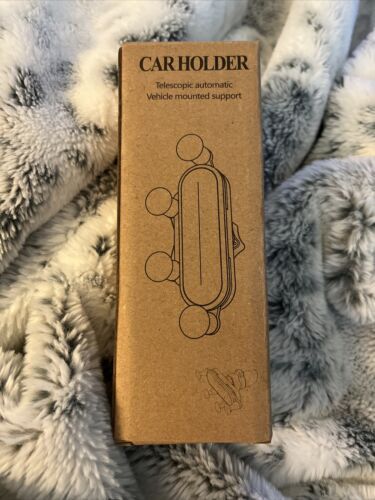 CAR HOLDER
Telescopic automatic
Vehicle mounted support